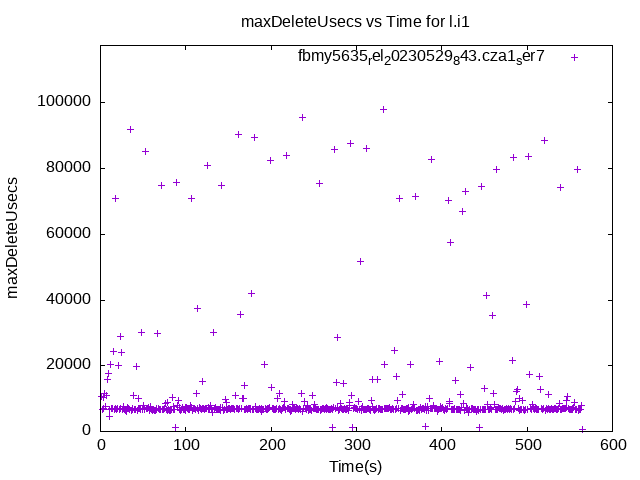 maxDeleteUsecs vs Time for l.i1
fbmy5635rel20230529843.cza1ser7
100000
80000
60000
40000
20000
0
maxDeleteUsecs
0 100 200 300 400 500 600
Time(s)